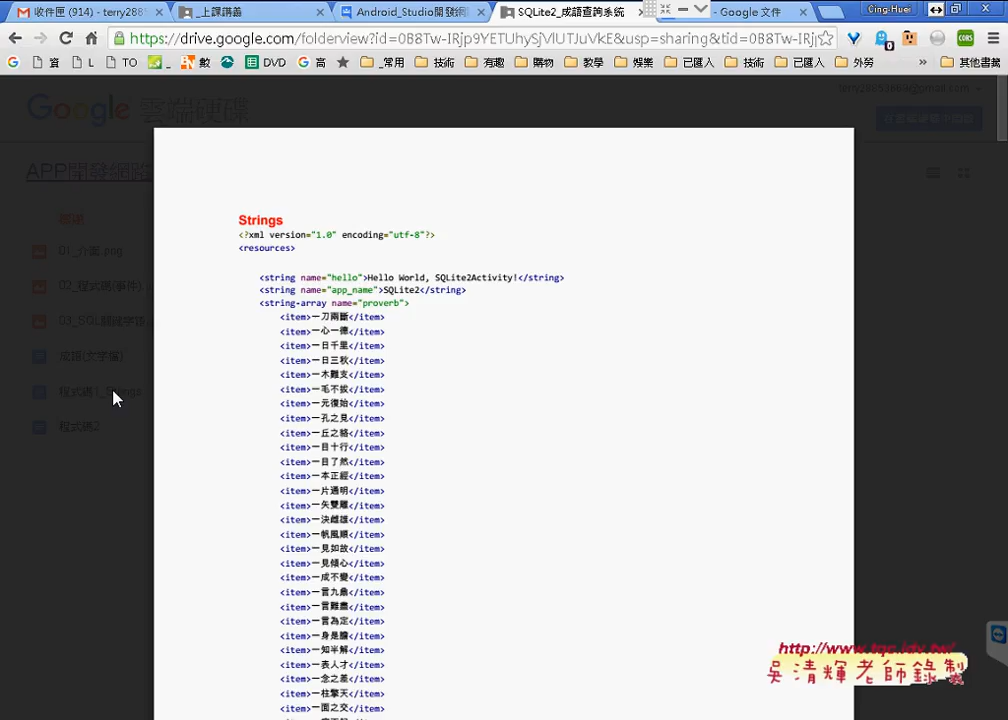 收件匣 (914) - terry288
_上課講義
Android_Studio開發網
SQLite2_成語查詢系統
- Google 文件
Cing-Huei
https://drive.google.com/folderview?id=0B8Tw-IRjp9YETUhySjVlUTJuVkE&usp=sharing&tid=0B8Tw-IRj
資
L
TO
數
DVD
高
_常用
技術
有趣
購物
教學
娛樂
已匯入
技術
已匯入
外勞
»
其他書籤
Google 雲端硬碟
01_介面.png
02_程式碼(事件).
成語(文字檔)
程式碼1_Strings
程式碼2
Strings
<?xml version="1.0" encoding="utf-8"?>
<resources>
<string name="hello">Hello World, SQLite2Activity!</string>
<string name="app_name">SQLite2</string>
<string-array name="proverb">
<item>一刀兩斷</item>
<item>一心一德</item>
<item>一日千里</item>
<item>一日三秋</item>
<item>一木難支</item>
<item>一毛不拔</item>
<item>一元復始</item>
<item>一孔之見</item>
<item>一丘之貉</item>
<item>一目十行</item>
<item>一目了然</item>
<item>一本正經</item>
<item>一片通明</item>
<item>一矢雙鵰</item>
<item>一決雌雄</item>
<item>一帆風順</item>
<item>一見如故</item>
<item>一見傾心</item>
<item>一成不變</item>
<item>一言九鼎</item>
<item>一言難盡</item>
<item>一言為定</item>
<item>一身是膽</item>
<item>一知半解</item>
<item>一表人才</item>
<item>一念之差</item>
<item>一柱擎天</item>
<item>一面之交</item>
http://www.tqc.idv.tw/
吳清輝老師錄製